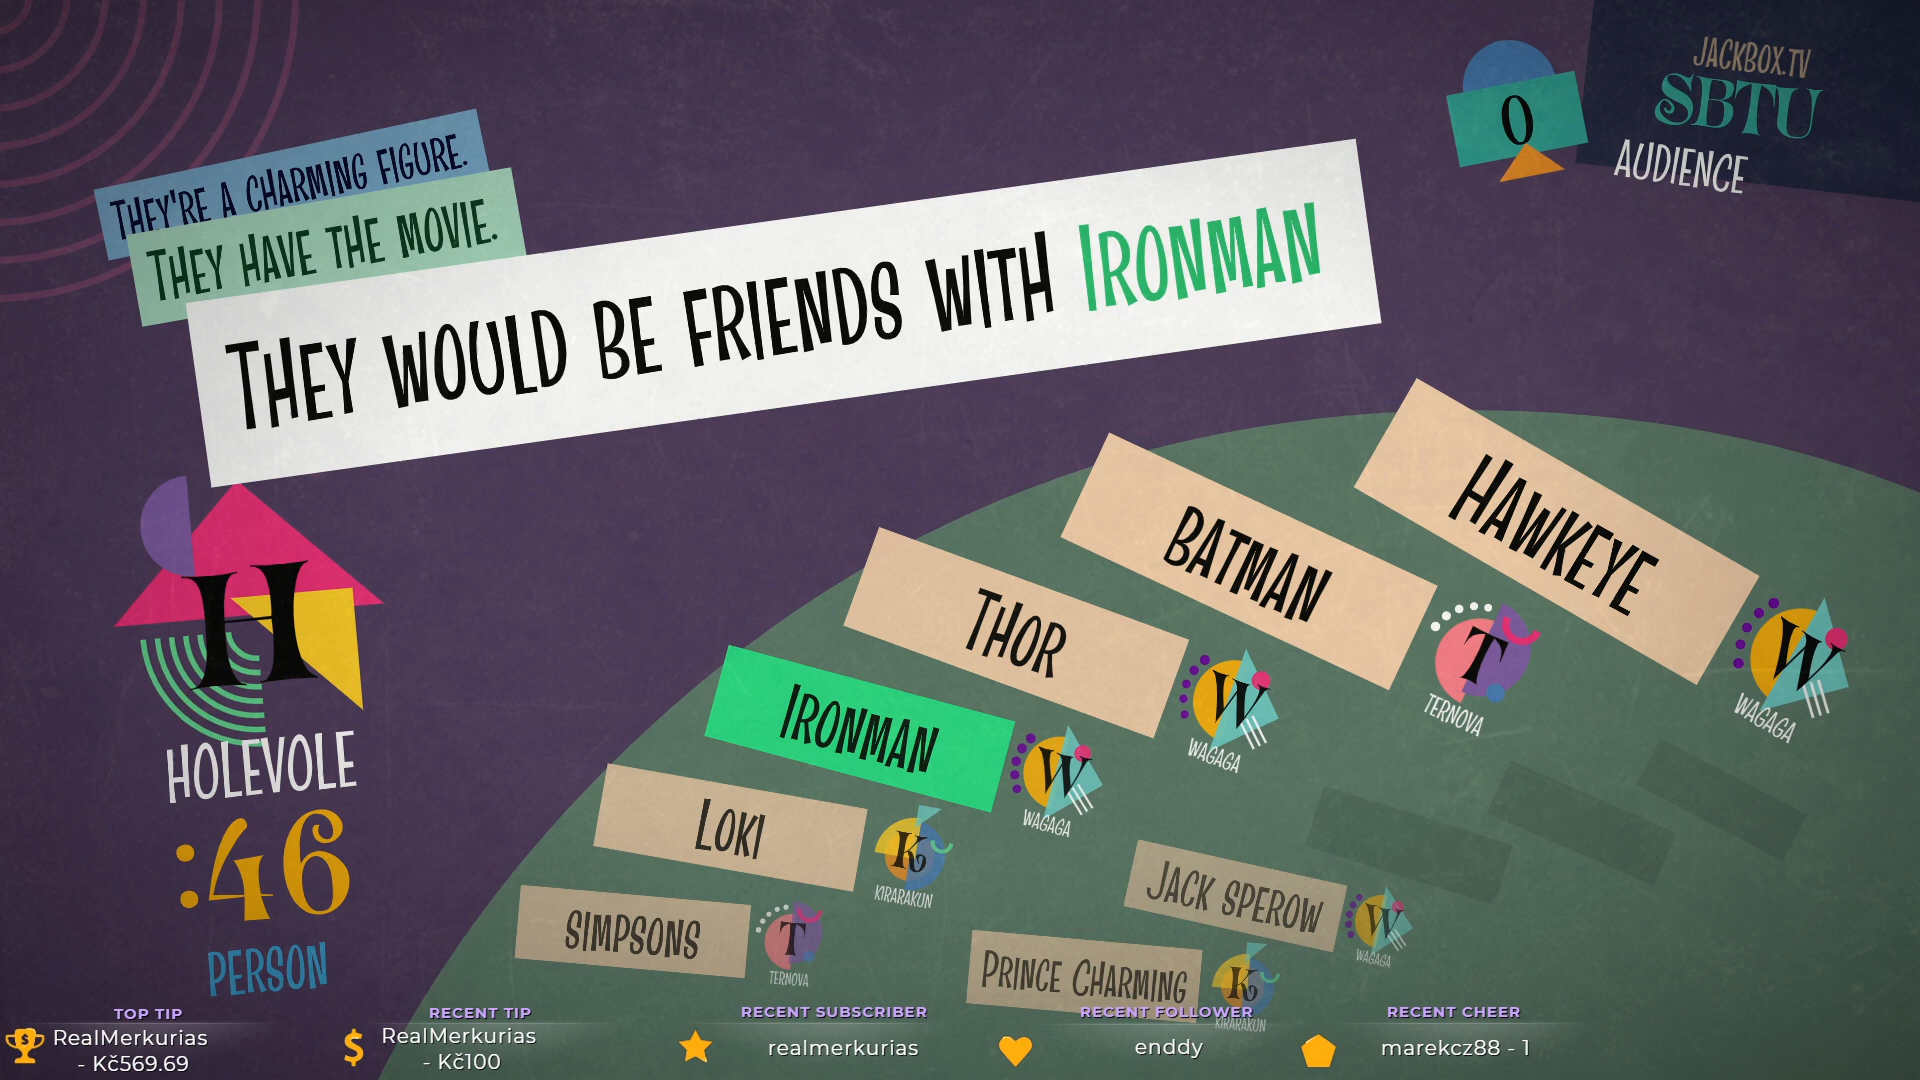 JACKBOX.TV
SBTU
0
AUDIENCE
THEY'RE A CHARMING FIGURE.
THEY HAVE THE MOVIE.
THEY WOULD BE FRIENDS WITH IRONMAN
HAWKEYE
W
WAGAGA
BATMAN
T
TERNOVA
THOR
W
WAGAGA
IRONMAN
W
WAGAGA
LOKI
K
KIRARAKUN
SIMPSONS
T
TERNOVA
JACK SPEROW
W
WAGAGA
PRINCE CHARMING
K
KIRARAKUN
H
HOLEVOLE
:46
PERSON
TOP TIP
RealMerkurias
- Kč569.69
RECENT TIP
RealMerkurias
- Kč100
RECENT SUBSCRIBER
realmerkurias
RECENT FOLLOWER
enddy
RECENT CHEER
marekcz88 - 1